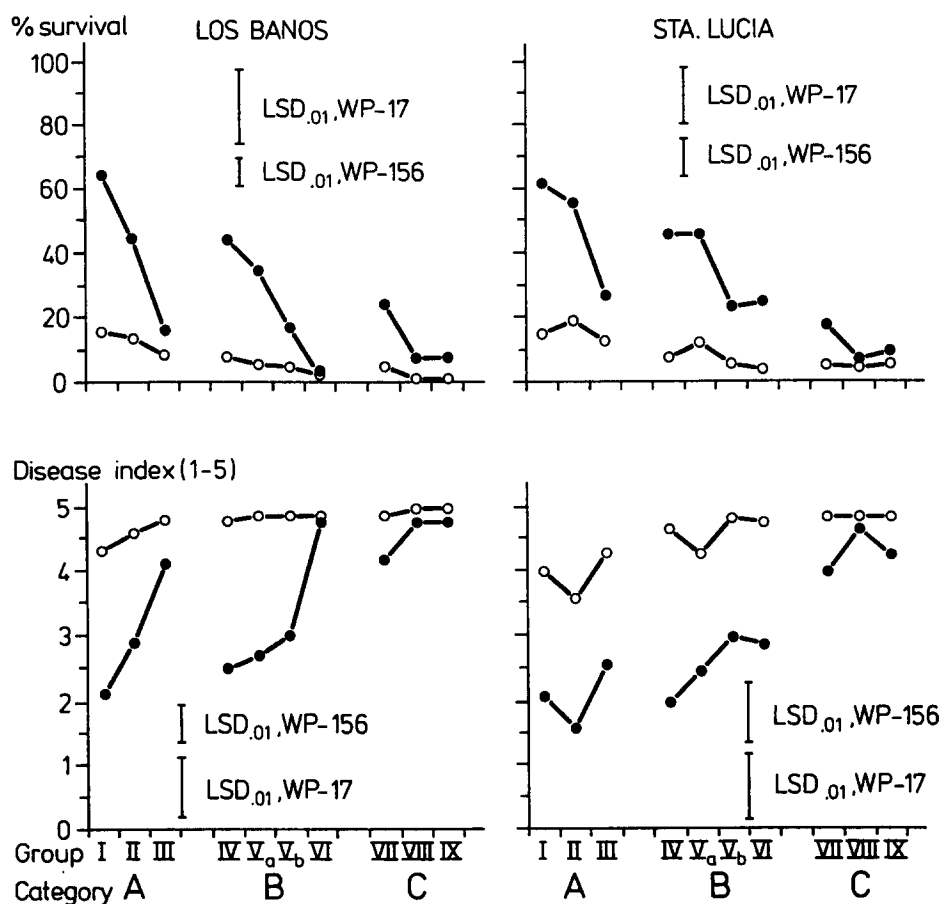 % survival
LOS BANOS
STA. LUCIA
100
80
60
40
20
0
LSD.01, WP-17
LSD.01, WP-156
LSD.01, WP-17
LSD.01, WP-156
Disease index (1-5)
5
4
3
2
1
0
LSD.01, WP-156
LSD.01, WP-17
LSD.01, WP-156
LSD.01, WP-17
Group I II III IV Va Vb VI VII VIII IX I II III IV Va Vb VI VII VIII IX
Category A B C A B C